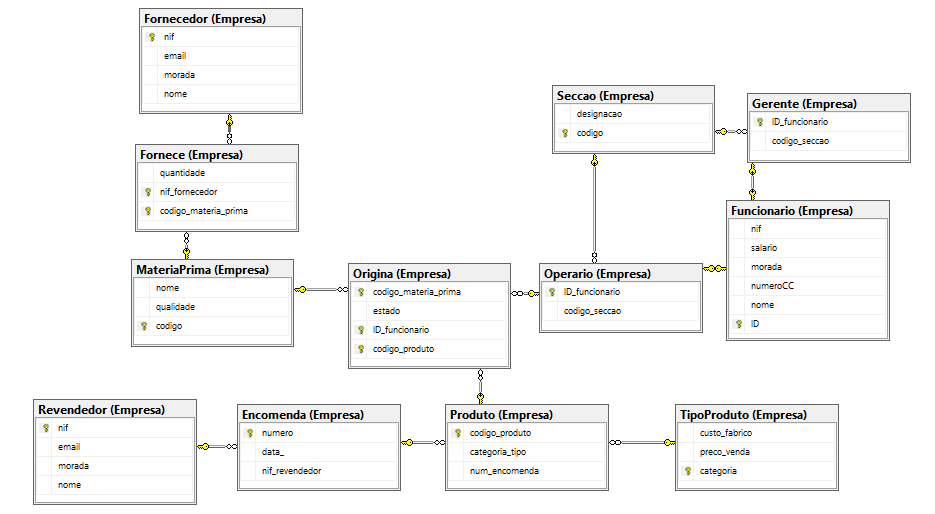 Fornecedor (Empresa)
nif
email
morada
nome
Fornece (Empresa)
quantidade
nif_fornecedor
codigo_materia_prima
MateriaPrima (Empresa)
nome
qualidade
codigo
Origina (Empresa)
codigo_materia_prima
estado
ID_funcionario
codigo_produto
Seccao (Empresa)
designacao
codigo
Gerente (Empresa)
ID_funcionario
codigo_seccao
Funcionario (Empresa)
nif
salario
morada
numeroCC
nome
ID
Operario (Empresa)
ID_funcionario
codigo_seccao
Revendedor (Empresa)
nif
email
morada
nome
Encomenda (Empresa)
numero
data_
nif_revendedor
Produto (Empresa)
codigo_produto
categoria_tipo
num_encomenda
TipoProduto (Empresa)
custo_fabrico
preco_venda
categoria